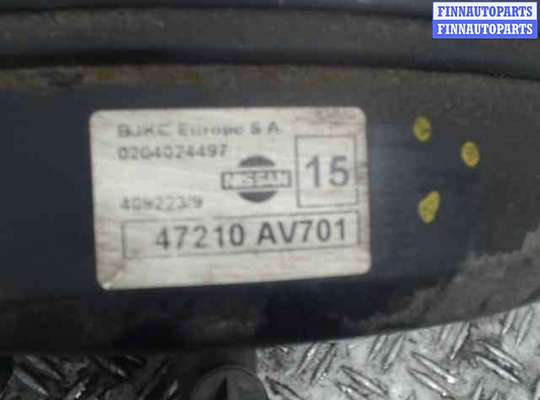 FINNAUTOPARTS
FINNAUTOPARTS
BJKC Europe S.A.
0204024497
NISSAN
15
409223/9
47210 AV701